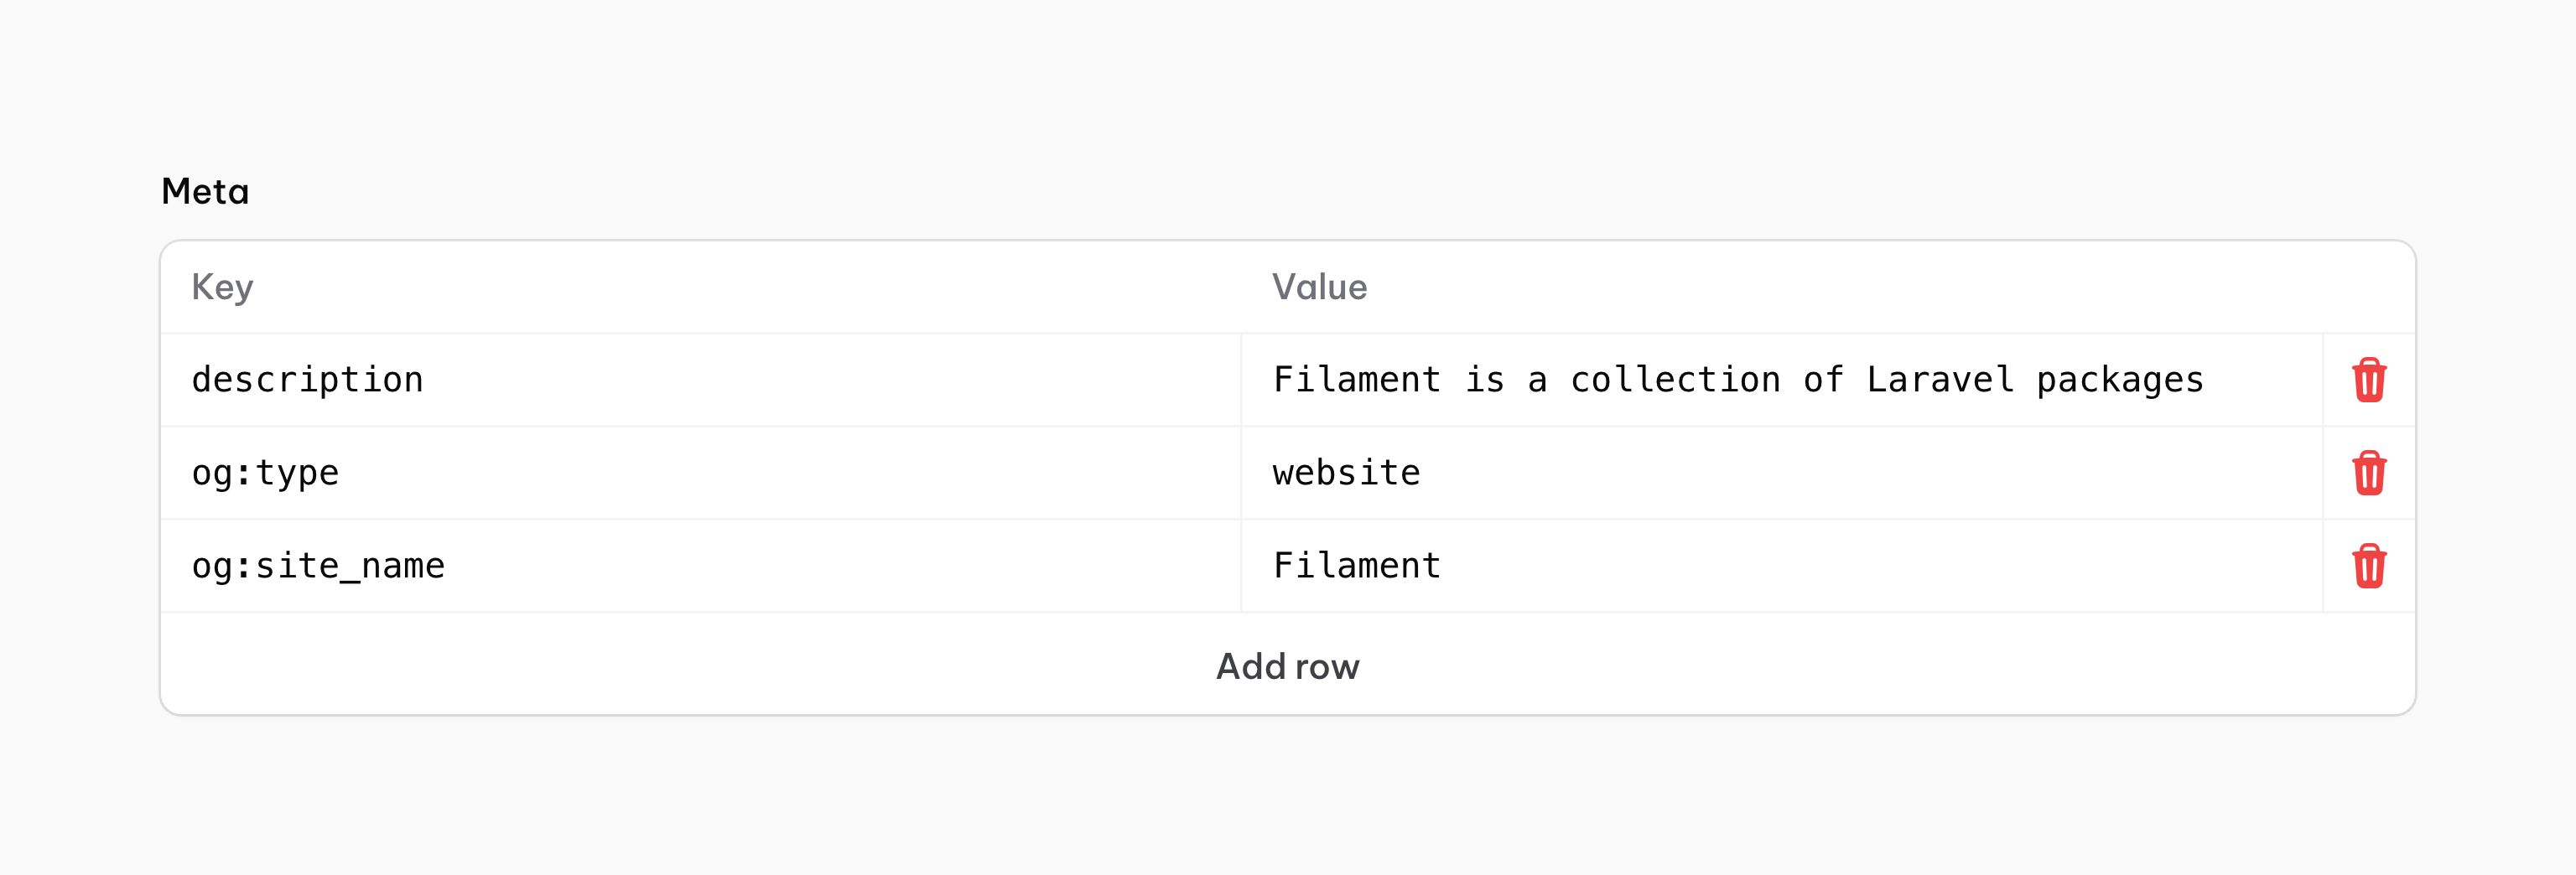 Meta
Key Value
description Filament is a collection of Laravel packages
og:type website
og:site_name Filament
Add row